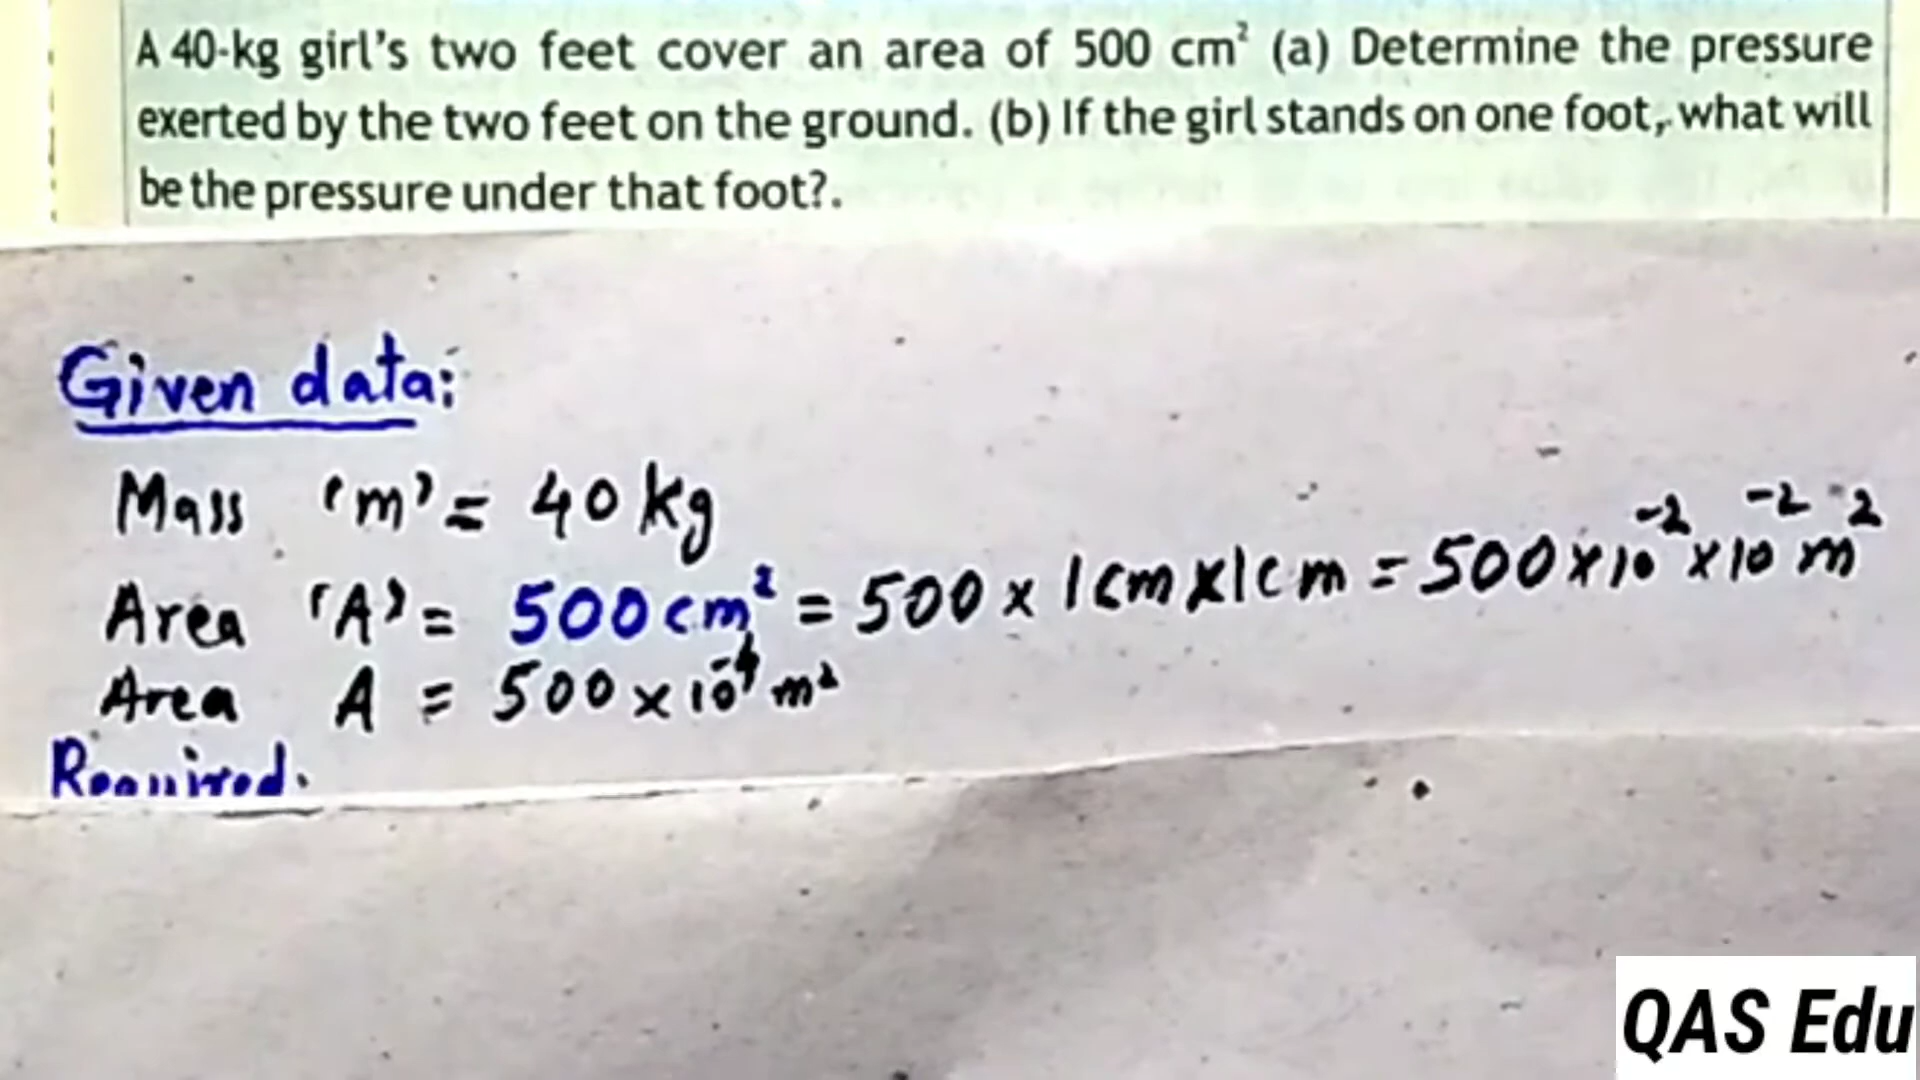 A 40-kg girl's two feet cover an area of 500 cm² (a) Determine the pressure
exerted by the two feet on the ground. (b) If the girl stands on one foot, what will
be the pressure under that foot?.
Given data:
Mass 'm' = 40 kg
Area 'A' = 500 cm² = 500 × 1cm × 1cm = 500×10⁻²×10⁻² m²
Area A = 500 × 10⁻⁴ m²
Required.
QAS Edu